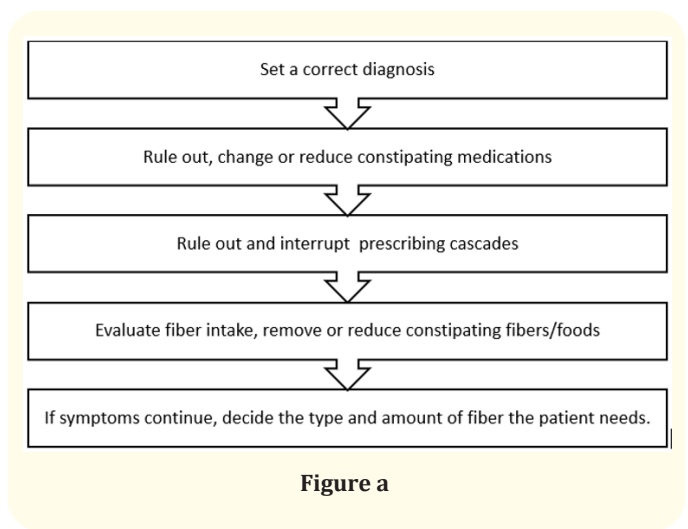 Set a correct diagnosis
Rule out, change or reduce constipating medications
Rule out and interrupt  prescribing cascades
Evaluate fiber intake, remove or reduce constipating fibers/foods
If symptoms continue, decide the type and amount of fiber the patient needs.
Figure a